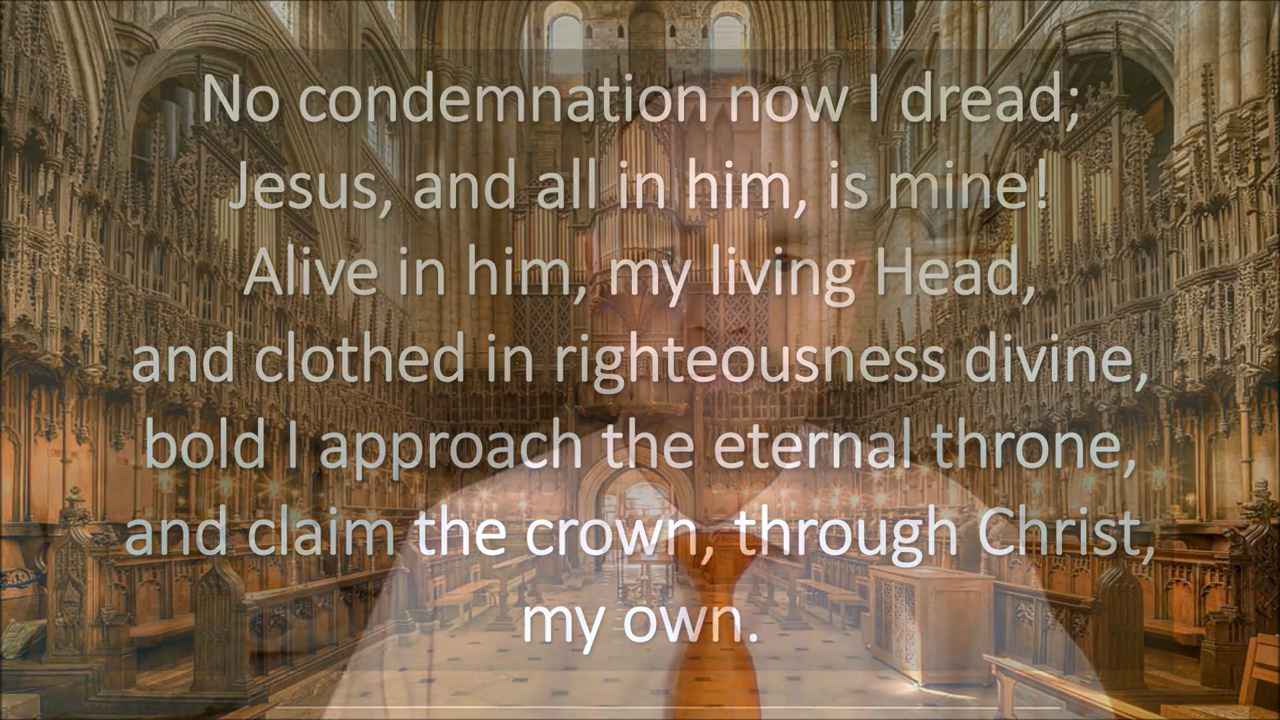 No condemnation now I dread;
Jesus, and all in him, is mine!
Alive in him, my living Head,
and clothed in righteousness divine,
bold I approach the eternal throne,
and claim the crown, through Christ,
my own.